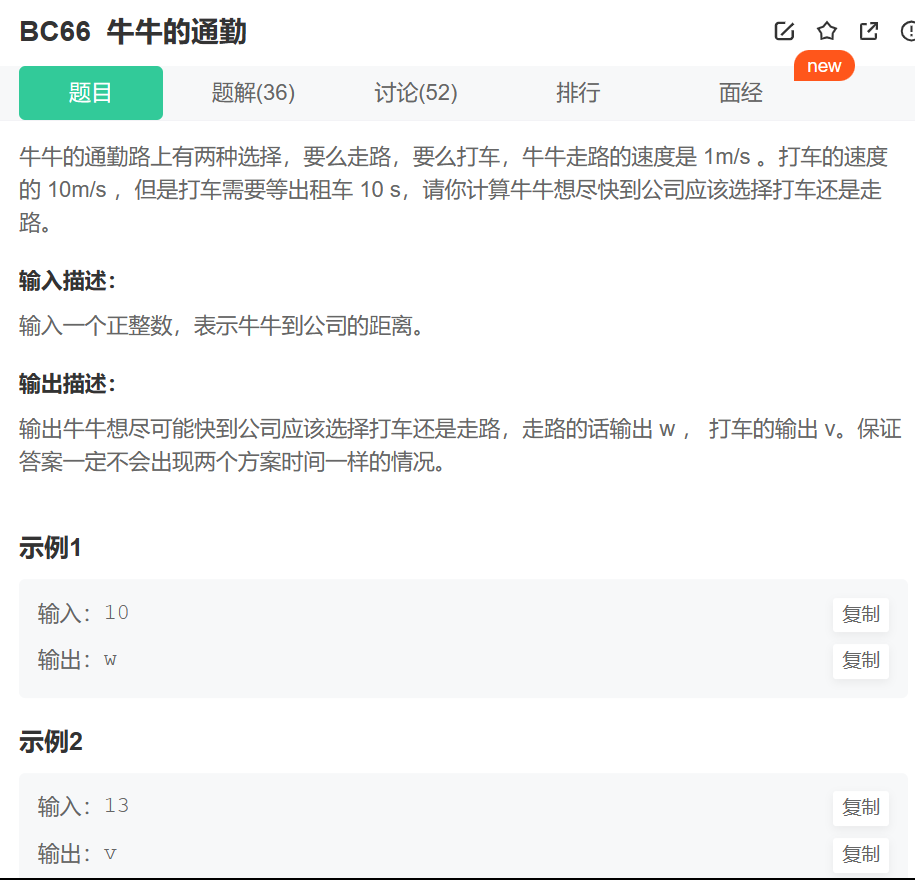 BC66 牛牛的通勤
new
题目 题解(36) 讨论(52) 排行 面经
牛牛的通勤路上有两种选择，要么走路，要么打车，牛牛走路的速度是 1m/s 。打车的速度
的 10m/s ，但是打车需要等出租车 10 s，请你计算牛牛想尽快到公司应该选择打车还是走
路。
输入描述：
输入一个正整数，表示牛牛到公司的距离。
输出描述：
输出牛牛想尽可能快到公司应该选择打车还是走路，走路的话输出 w ， 打车的输出 v。保证
答案一定不会出现两个方案时间一样的情况。
示例1
输入：10 复制
输出：w 复制
示例2
输入：13 复制
输出：v 复制